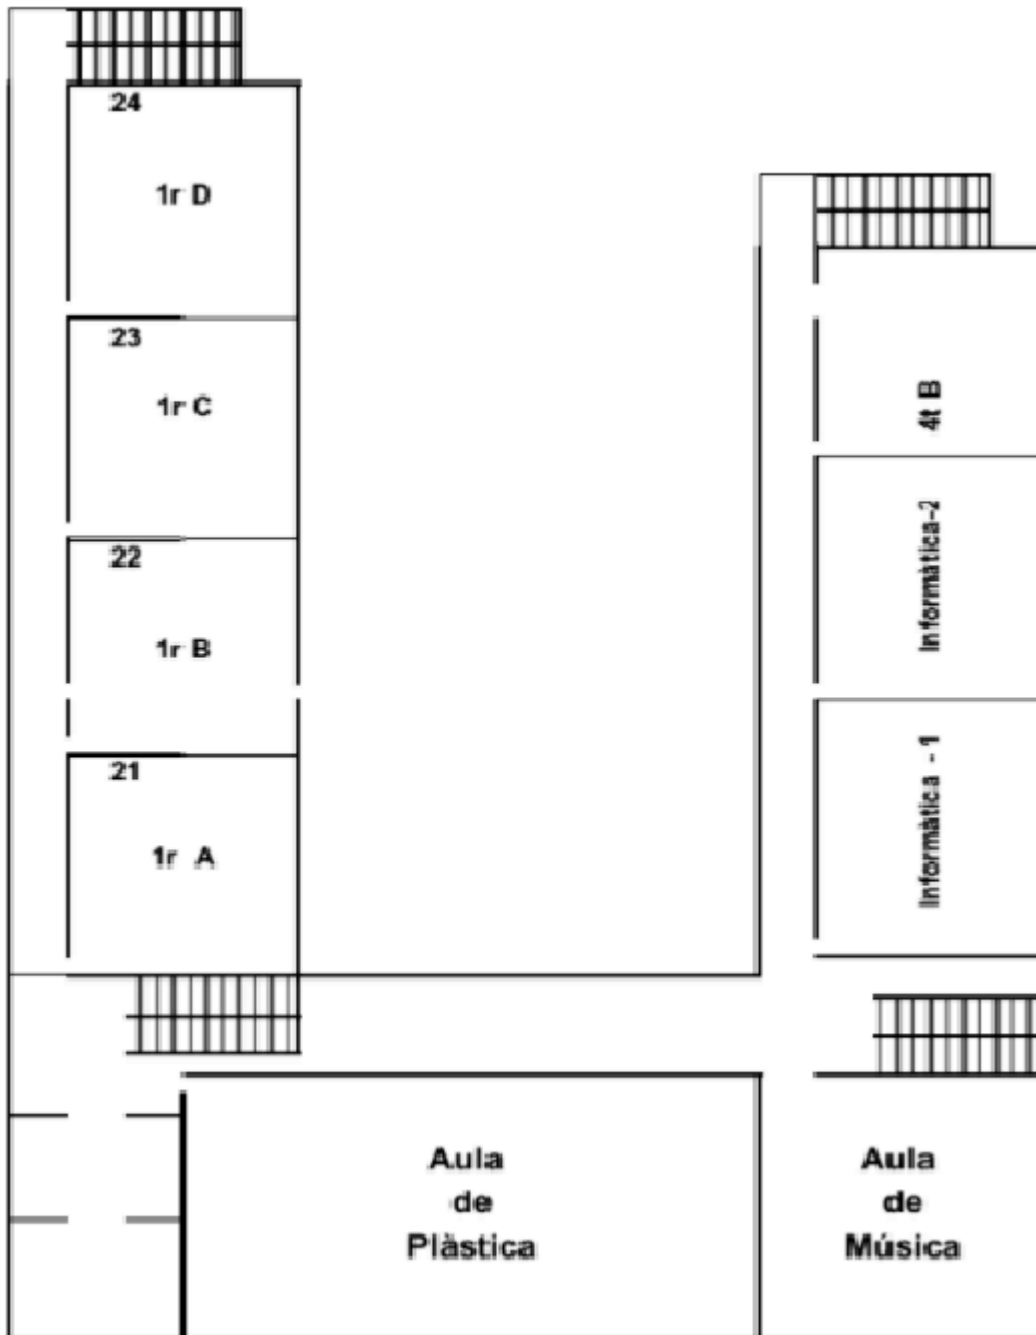 24
1r D
23
1r C
22
1r B
21
1r A
4t B
Informàtica-2
Informàtica - 1
Aula
de
Plàstica
Aula
de
Música